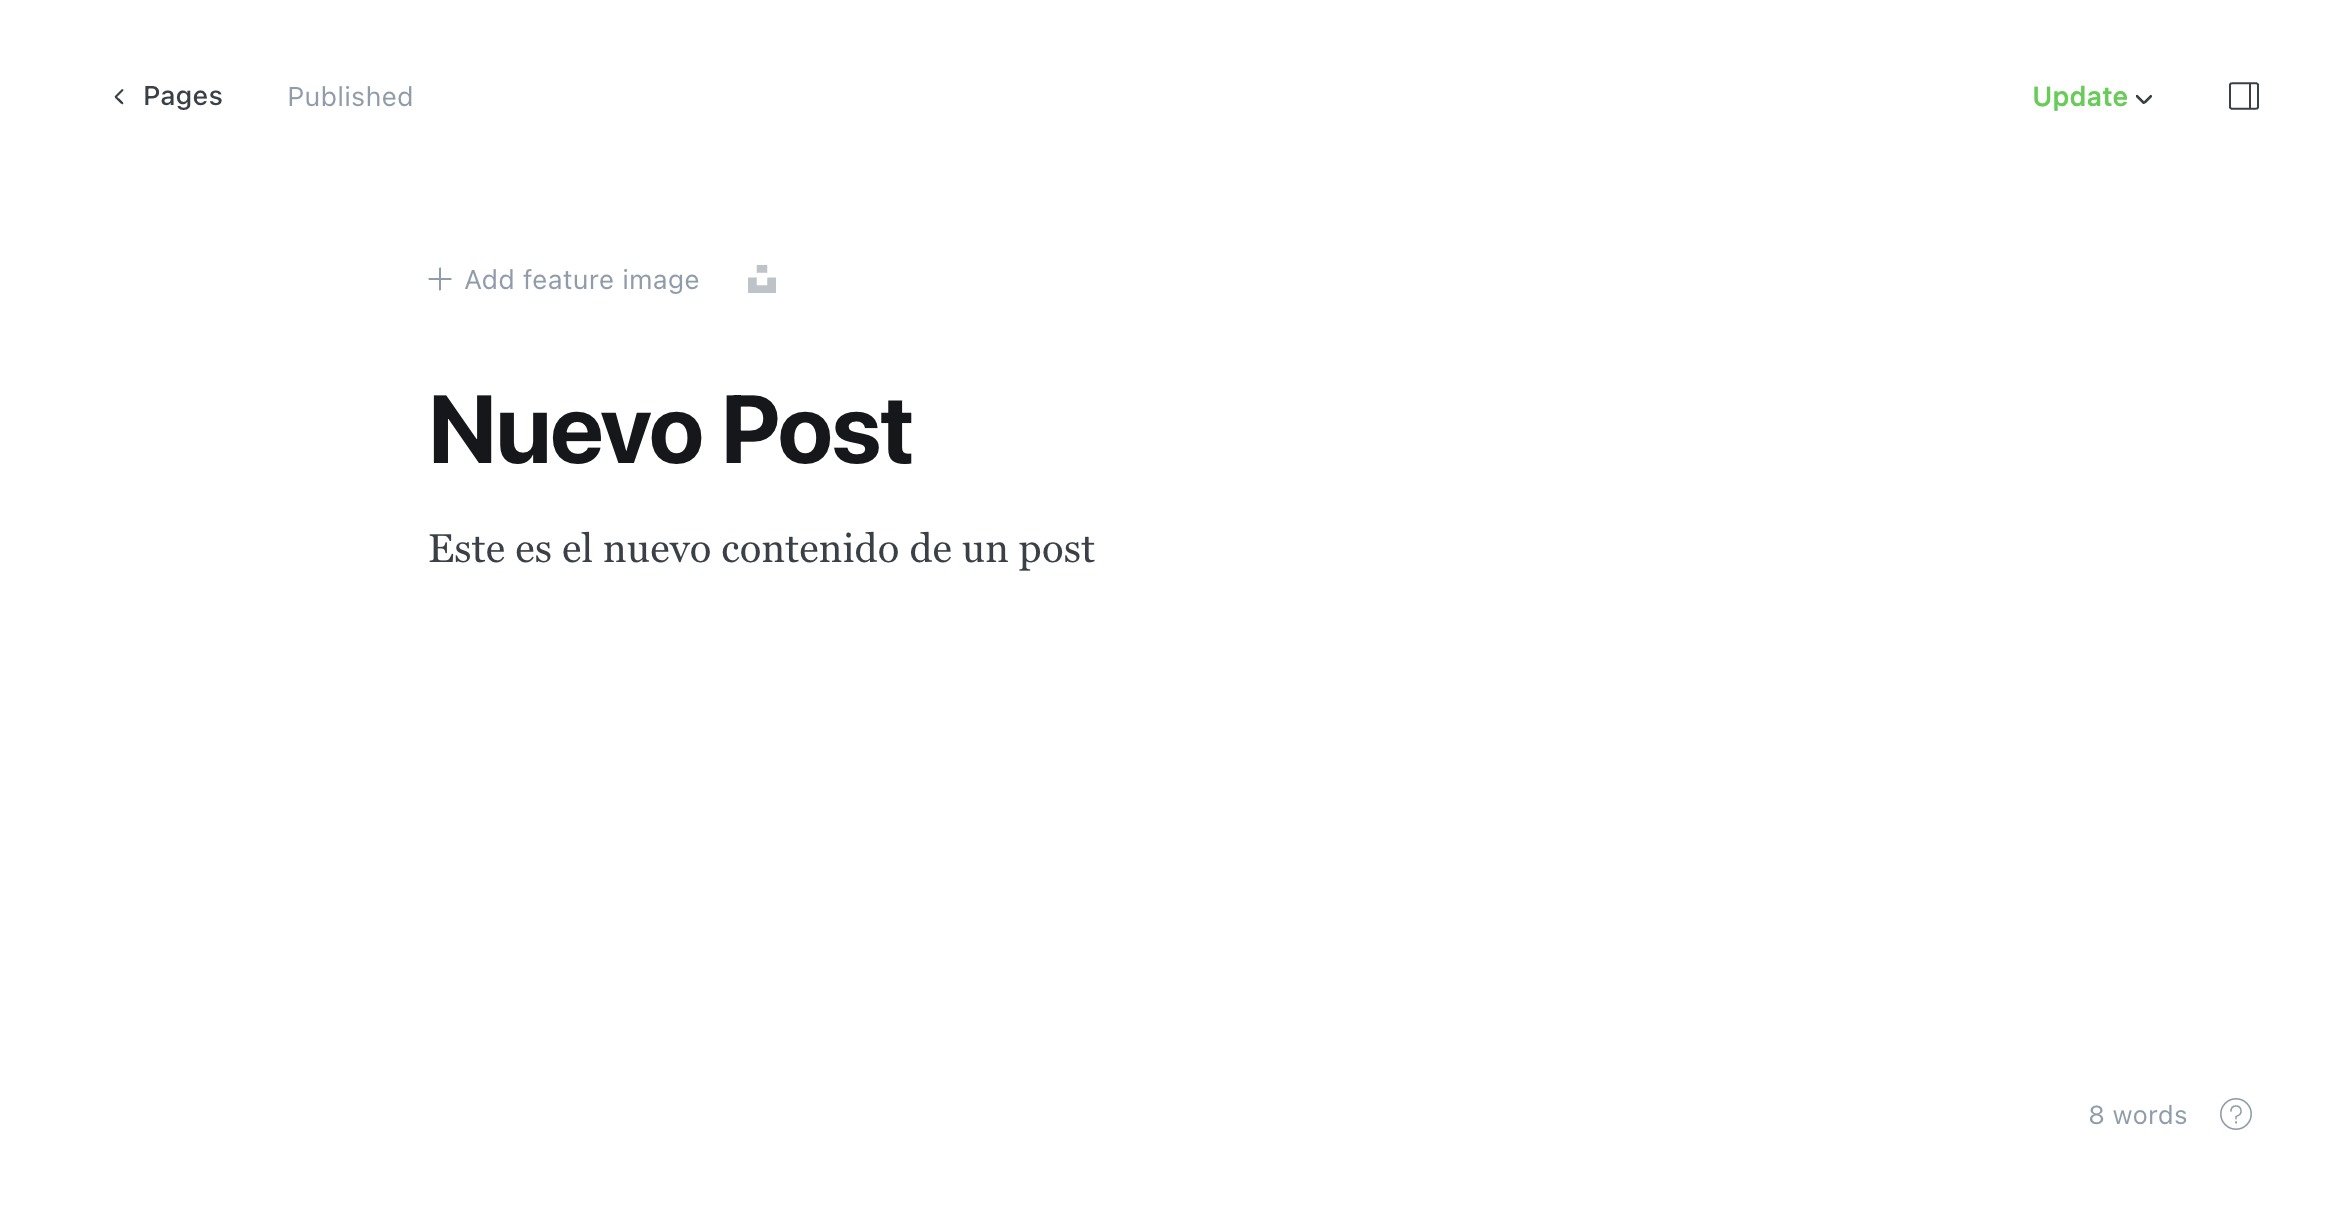 Pages
Published
Update
Add feature image
Nuevo Post
Este es el nuevo contenido de un post
8 words
?